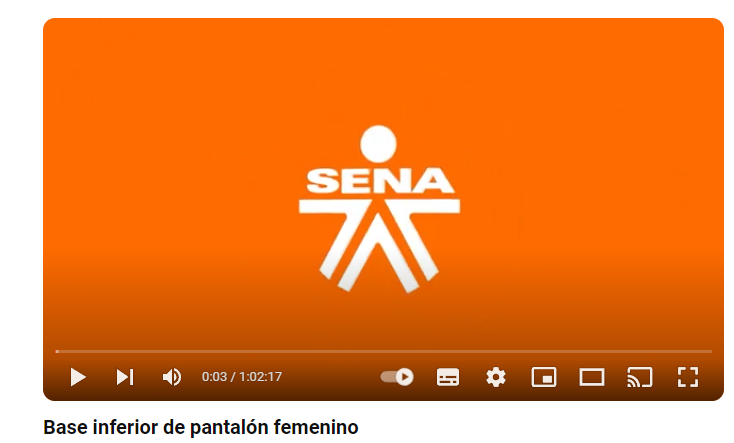 SENA
0:03 / 1:02:17
Base inferior de pantalón femenino